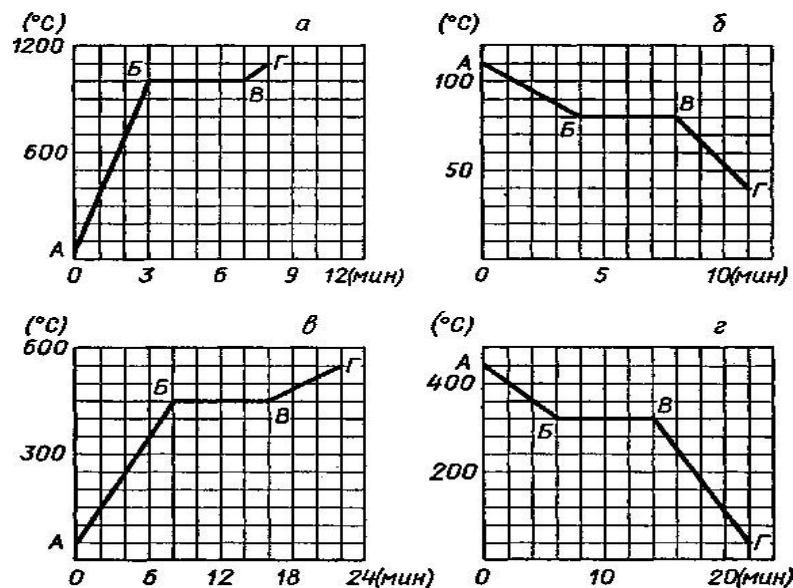 (°С) а
1200
Б Г
В
600
А
0 3 6 9 12(мин)
(°С) б
А
100
Б В
50
Г
0 5 10(мин)
(°С) в
600
Б Г
В
300
А
0 6 12 18 24(мин)
(°С) г
А
400
Б В
200
Г
0 10 20(мин)